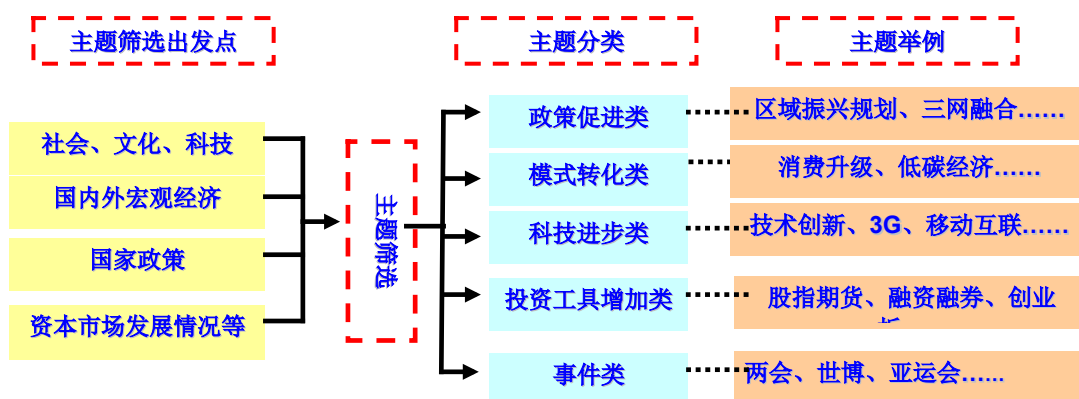 主题筛选出发点
主题分类
主题举例
社会、文化、科技
国内外宏观经济
国家政策
资本市场发展情况等
主题筛选
政策促进类
模式转化类
科技进步类
投资工具增加类
事件类
区域振兴规划、三网融合……
消费升级、低碳经济……
技术创新、3G、移动互联……
股指期货、融资融券、创业
两会、世博、亚运会……